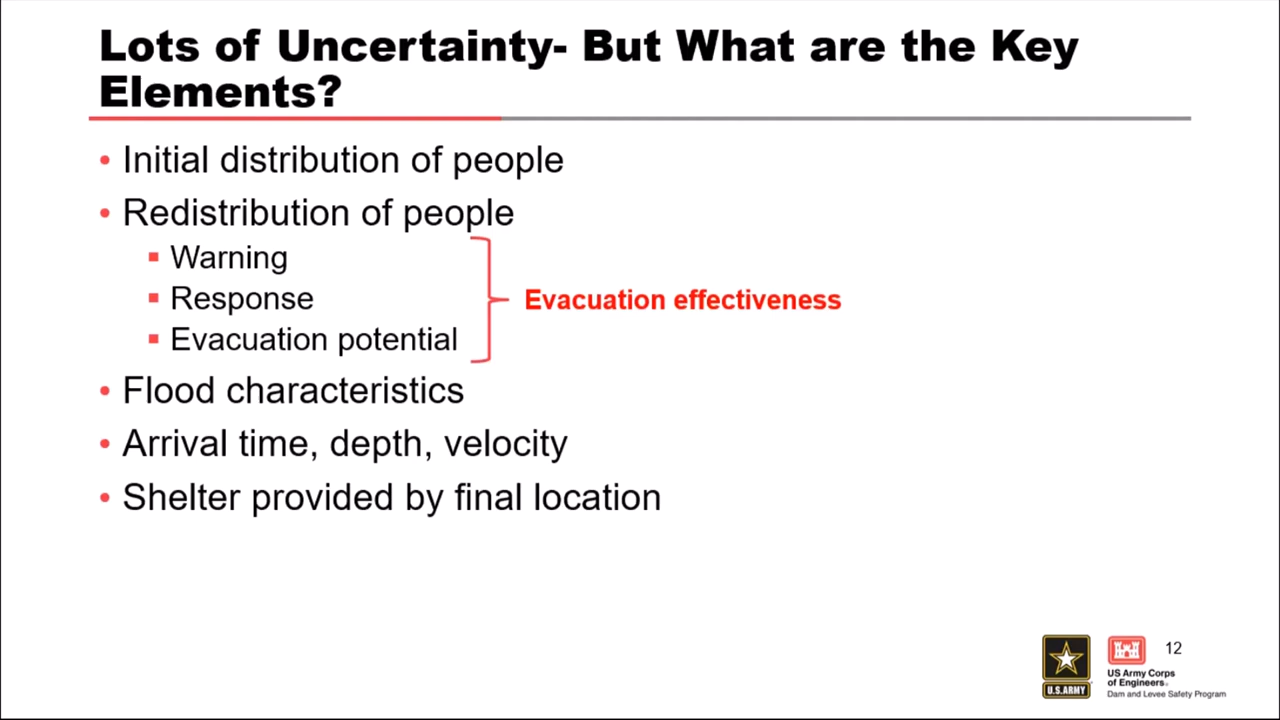 Lots of Uncertainty- But What are the Key
Elements?
• Initial distribution of people
• Redistribution of people
▪ Warning
▪ Response
▪ Evacuation potential
Evacuation effectiveness
• Flood characteristics
• Arrival time, depth, velocity
• Shelter provided by final location
U.S.ARMY
US Army Corps
of Engineers®
Dam and Levee Safety Program
12